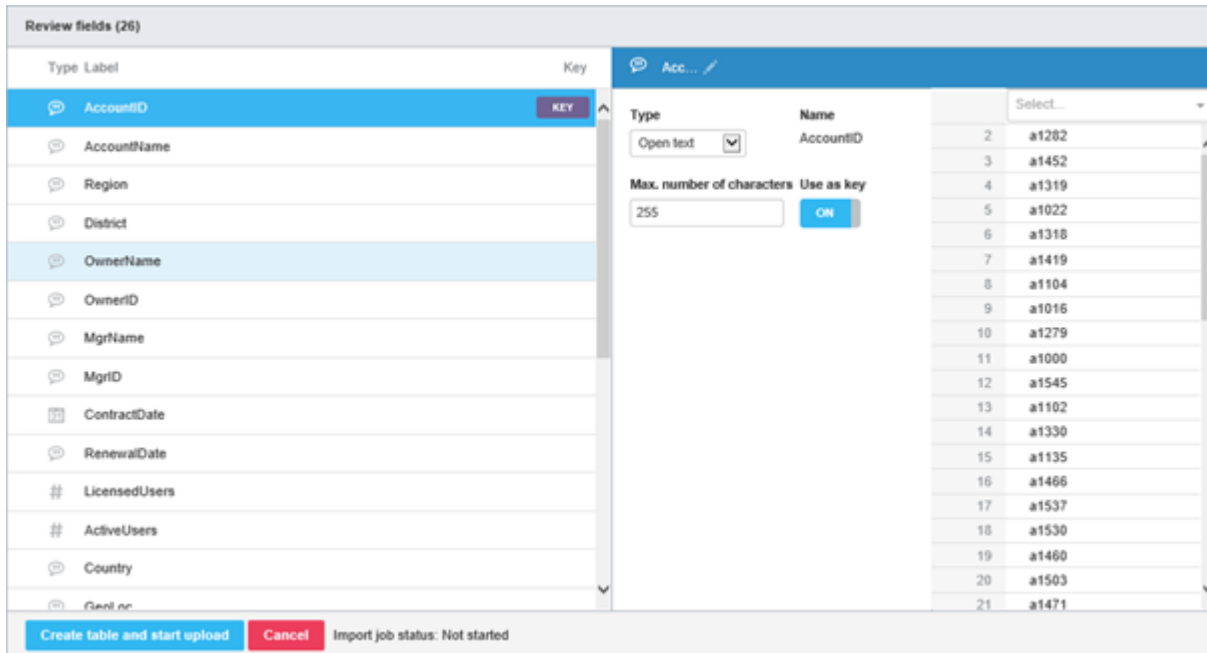 Review fields (26)
Type Label Key
AccountID KEY
AccountName
Region
District
OwnerName
OwnerID
MgrName
MgrID
ContractDate
RenewalDate
# LicensedUsers
# ActiveUsers
Country
GeoLoc
Acc...
Type Name
Open text AccountID
Max. number of characters Use as key
255 ON
Select...
2 a1282
3 a1452
4 a1319
5 a1022
6 a1318
7 a1419
8 a1104
9 a1016
10 a1279
11 a1000
12 a1545
13 a1102
14 a1330
15 a1135
16 a1466
17 a1537
18 a1530
19 a1460
20 a1503
21 a1471
Create table and start upload Cancel Import job status: Not started